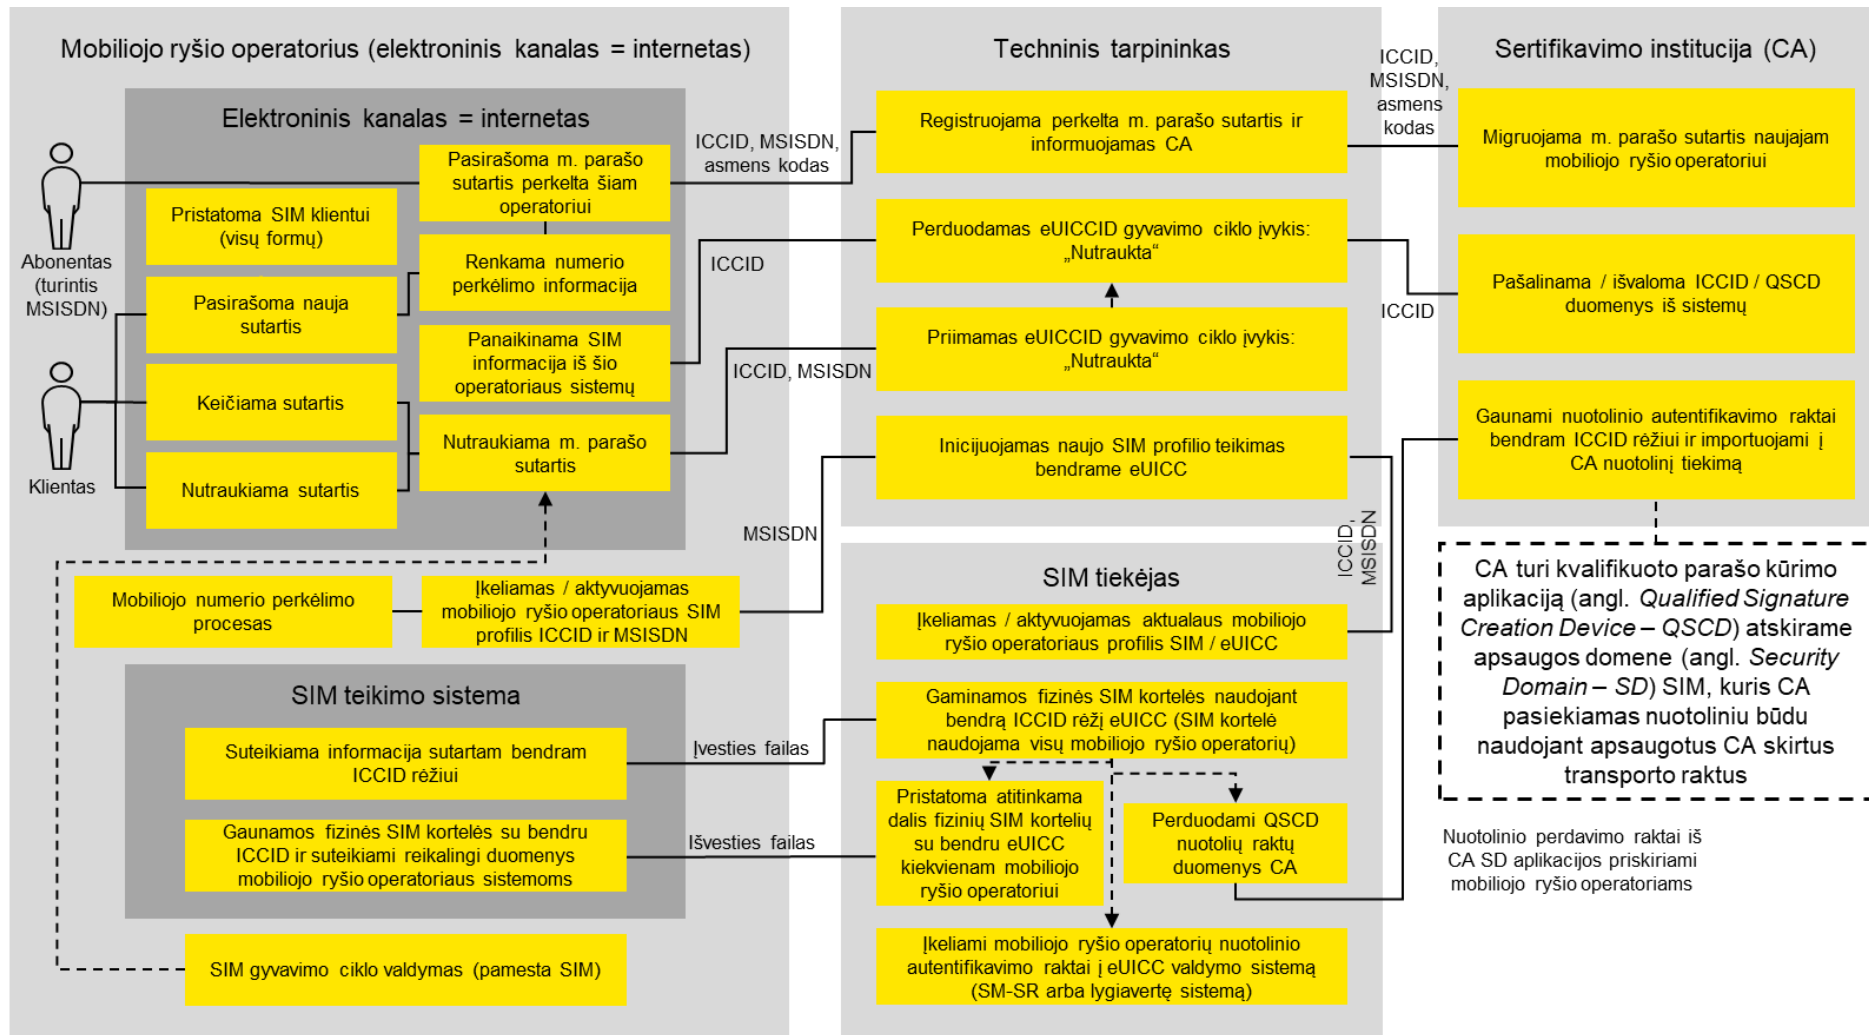 Mobiliojo ryšio operatorius (elektroninis kanalas = internetas)
Elektroninis kanalas = internetas
Abonentas
(turintis
MSISDN)
Klientas
Pristatoma SIM klientui
(visų formų)
Pasirašoma nauja
sutartis
Keičiama sutartis
Nutraukiama sutartis
Pasirašoma m. parašo
sutartis perkelta šiam
operatoriui
Renkama numerio
perkėlimo informacija
Panaikinama SIM
informacija iš šio
operatoriaus sistemų
Nutraukiama m. parašo
sutartis
Mobiliojo numerio perkėlimo
procesas
Įkeliamas / aktyvuojamas
mobiliojo ryšio operatoriaus SIM
profilis ICCID ir MSISDN
SIM teikimo sistema
Suteikiama informacija sutartam bendram
ICCID rėžiui
Gaunamos fizinės SIM kortelės su bendru
ICCID ir suteikiami reikalingi duomenys
mobiliojo ryšio operatoriaus sistemoms
SIM gyvavimo ciklo valdymas (pamesta SIM)
ICCID, MSISDN,
asmens kodas
ICCID
ICCID, MSISDN
MSISDN
Įvesties failas
Išvesties failas
Techninis tarpininkas
Registruojama perkelta m. parašo sutartis ir
informuojamas CA
Perduodamas eUICCID gyvavimo ciklo įvykis:
„Nutraukta“
Priimamas eUICCID gyvavimo ciklo įvykis:
„Nutraukta“
Inicijuojamas naujo SIM profilio teikimas
bendrame eUICC
SIM tiekėjas
Įkeliamas / aktyvuojamas aktualaus mobiliojo
ryšio operatoriaus profilis SIM / eUICC
Gaminamos fizinės SIM kortelės naudojant
bendrą ICCID rėžį eUICC (SIM kortelė
naudojama visų mobiliojo ryšio operatorių)
Pristatoma atitinkama
dalis fizinių SIM kortelių
su bendru eUICC
kiekvienam mobiliojo
ryšio operatoriui
Perduodami QSCD
nuotolių raktų
duomenys CA
Įkeliami mobiliojo ryšio operatorių nuotolinio
autentifikavimo raktai į eUICC valdymo sistemą
(SM-SR arba lygiavertę sistemą)
ICCID,
MSISDN,
asmens
kodas
ICCID
ICCID,
MSISDN
Sertifikavimo institucija (CA)
Migruojama m. parašo sutartis naujajam
mobiliojo ryšio operatoriui
Pašalinama / išvaloma ICCID / QSCD
duomenys iš sistemų
Gaunami nuotolinio autentifikavimo raktai
bendram ICCID rėžiui ir importuojami į
CA nuotolinį tiekimą
CA turi kvalifikuoto parašo kūrimo
aplikaciją (angl. Qualified Signature
Creation Device – QSCD) atskirame
apsaugos domene (angl. Security
Domain – SD) SIM, kuris CA
pasiekiamas nuotoliniu būdu
naudojant apsaugotus CA skirtus
transporto raktus
Nuotolinio perdavimo raktai iš
CA SD aplikacijos priskiriami
mobiliojo ryšio operatoriams